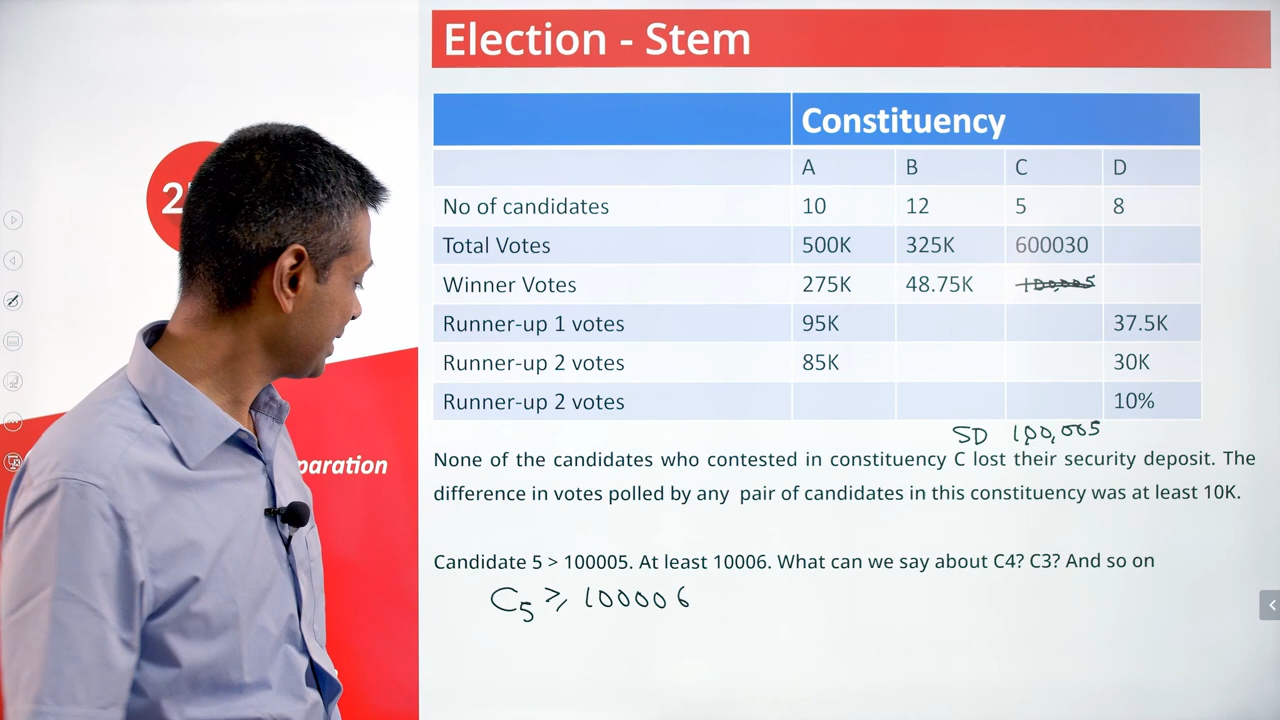 Election - Stem
2
Constituency
A B C D
No of candidates 10 12 5 8
Total Votes 500K 325K 600030
Winner Votes 275K 48.75K 100,005
Runner-up 1 votes 95K 37.5K
Runner-up 2 votes 85K 30K
Runner-up 2 votes 10%
SD 100,005
paration
None of the candidates who contested in constituency C lost their security deposit. The
difference in votes polled by any pair of candidates in this constituency was at least 10K.
Candidate 5 > 100005. At least 10006. What can we say about C4? C3? And so on
C5 ⩾ 100006